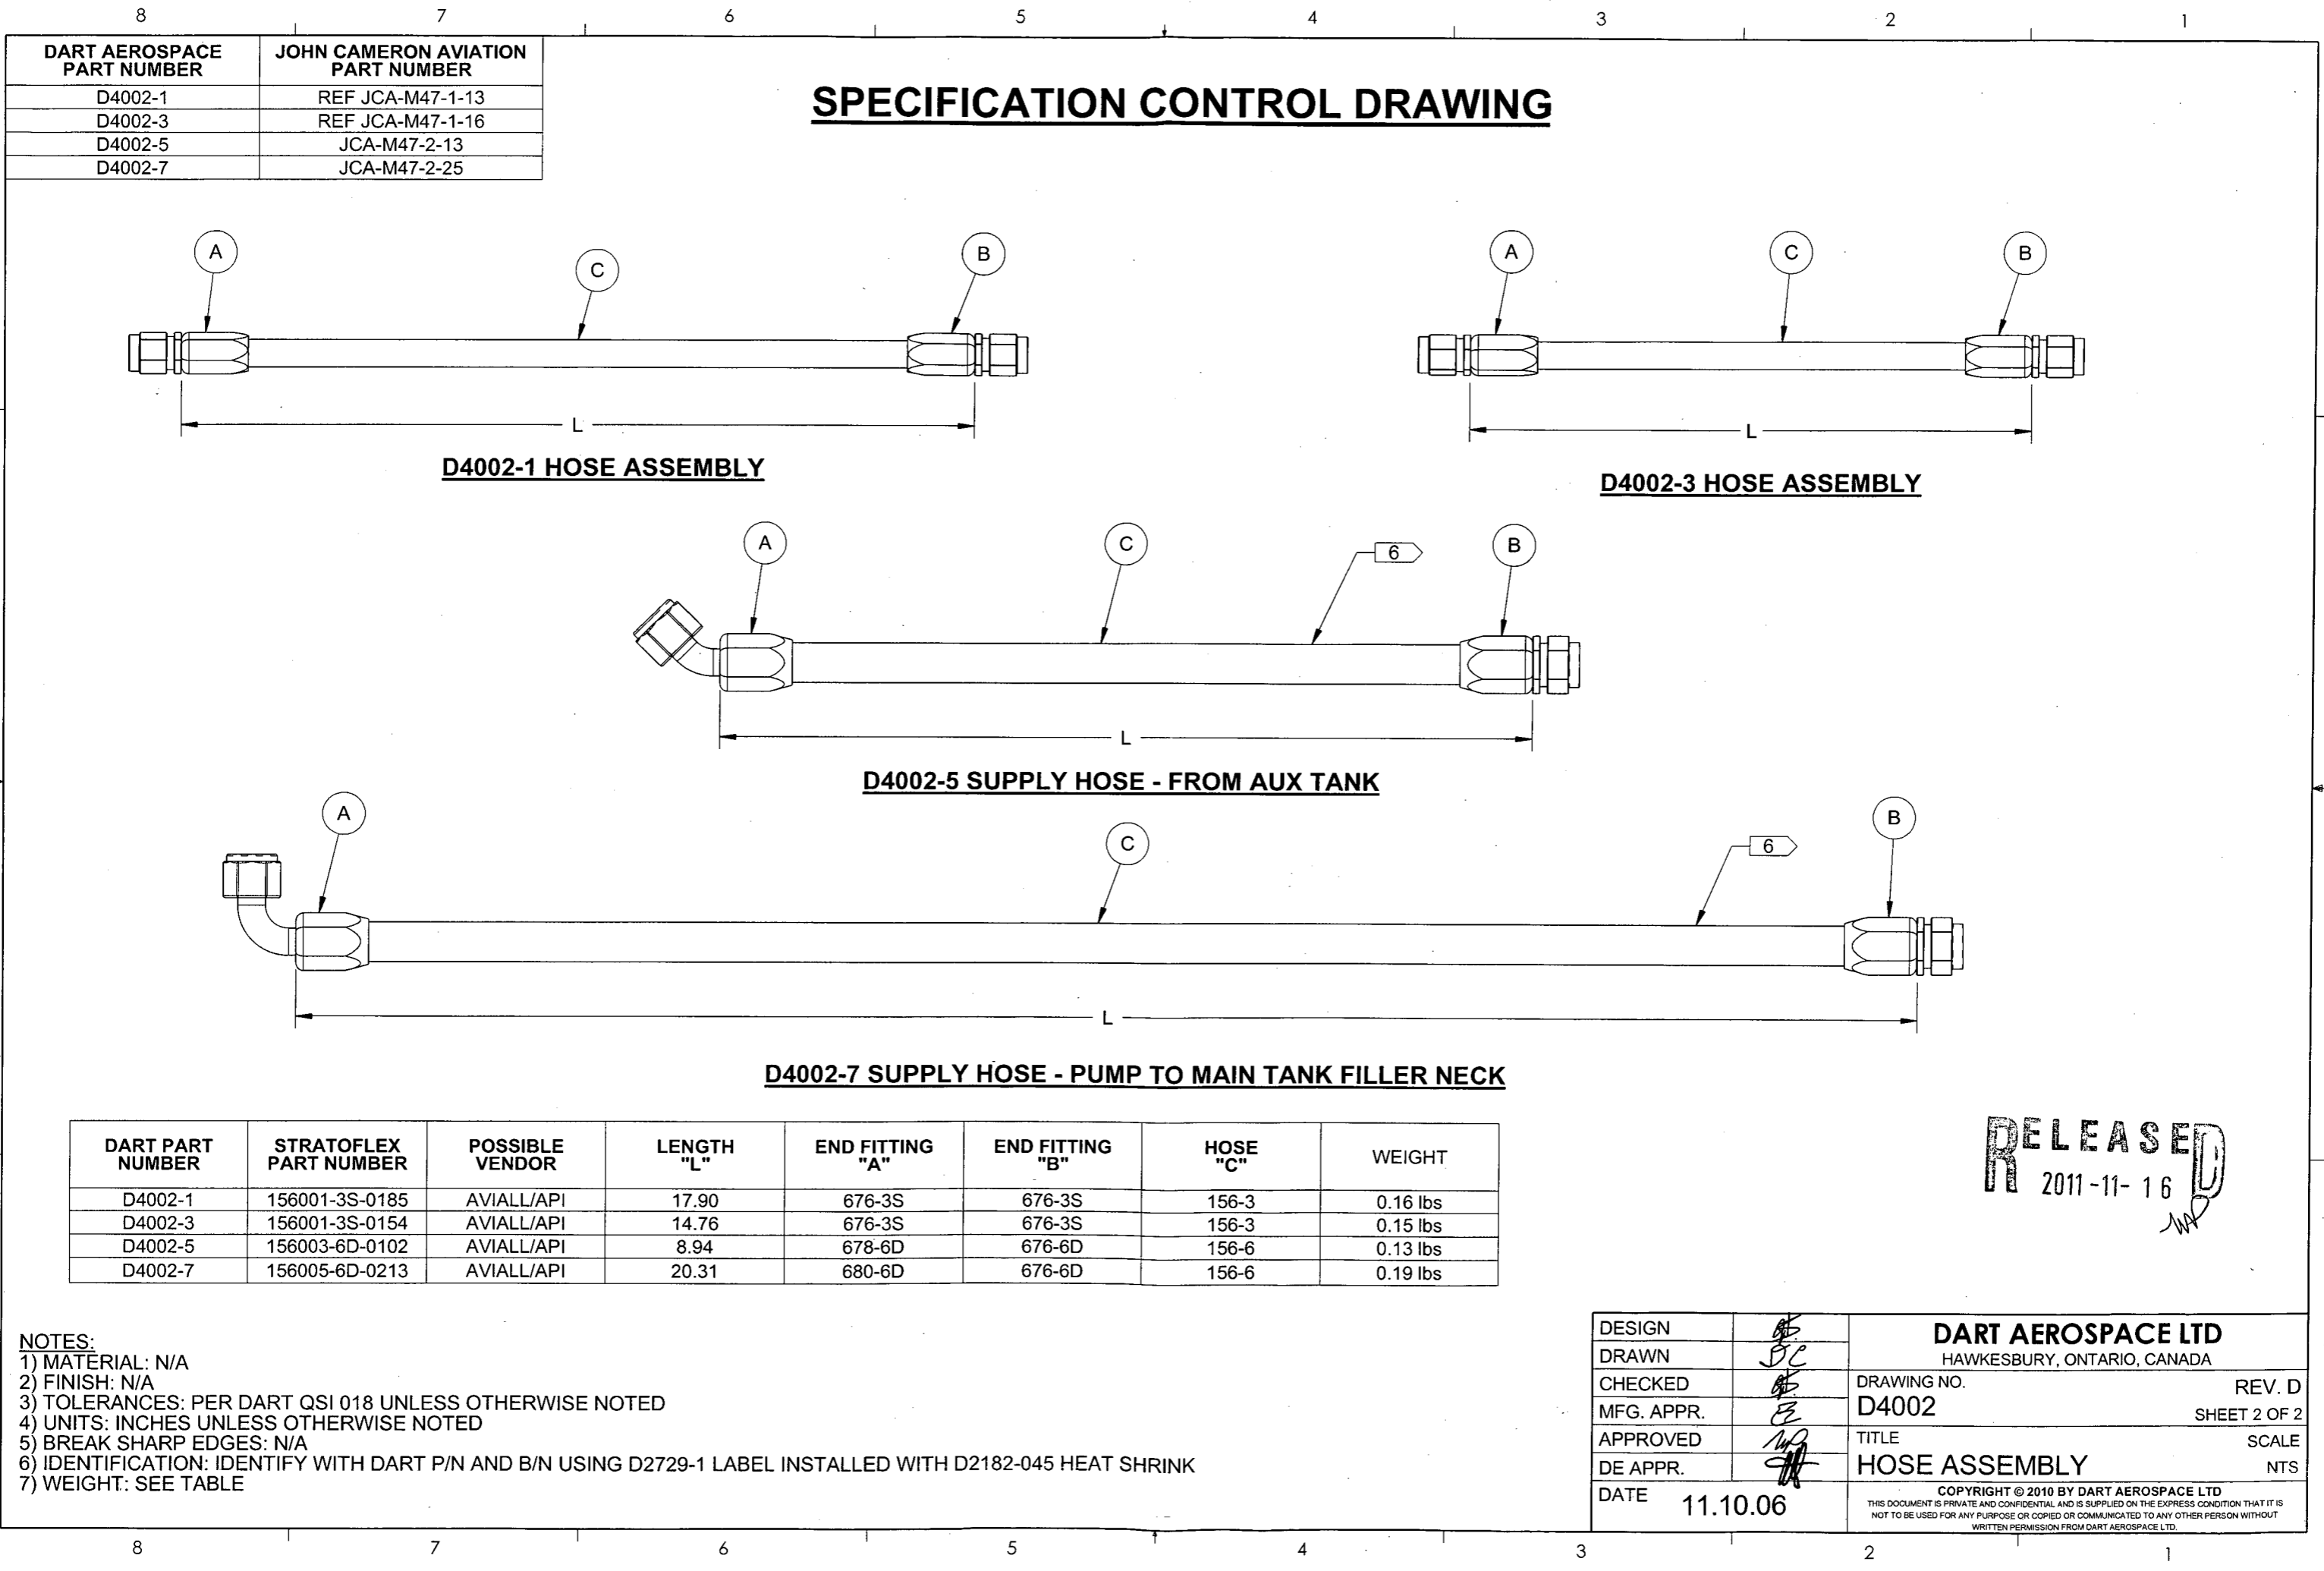 8 7 6 5 4 3 2 1
DART AEROSPACE PART NUMBER | JOHN CAMERON AVIATION PART NUMBER
D4002-1 | REF JCA-M47-1-13
D4002-3 | REF JCA-M47-1-16
D4002-5 | JCA-M47-2-13
D4002-7 | JCA-M47-2-25
SPECIFICATION CONTROL DRAWING
A C B
L
D4002-1 HOSE ASSEMBLY
A C B
L
D4002-3 HOSE ASSEMBLY
A C 6 B
L
D4002-5 SUPPLY HOSE - FROM AUX TANK
A C 6 B
L
D4002-7 SUPPLY HOSE - PUMP TO MAIN TANK FILLER NECK
DART PART NUMBER | STRATOFLEX PART NUMBER | POSSIBLE VENDOR | LENGTH "L" | END FITTING "A" | END FITTING "B" | HOSE "C" | WEIGHT
D4002-1 | 156001-3S-0185 | AVIALL/API | 17.90 | 676-3S | 676-3S | 156-3 | 0.16 lbs
D4002-3 | 156001-3S-0154 | AVIALL/API | 14.76 | 676-3S | 676-3S | 156-3 | 0.15 lbs
D4002-5 | 156003-6D-0102 | AVIALL/API | 8.94 | 678-6D | 676-6D | 156-6 | 0.13 lbs
D4002-7 | 156005-6D-0213 | AVIALL/API | 20.31 | 680-6D | 676-6D | 156-6 | 0.19 lbs
RELEASED
2011-11-16
NOTES:
1) MATERIAL: N/A
2) FINISH: N/A
3) TOLERANCES: PER DART QSI 018 UNLESS OTHERWISE NOTED
4) UNITS: INCHES UNLESS OTHERWISE NOTED
5) BREAK SHARP EDGES: N/A
6) IDENTIFICATION: IDENTIFY WITH DART P/N AND B/N USING D2729-1 LABEL INSTALLED WITH D2182-045 HEAT SHRINK
7) WEIGHT: SEE TABLE
DESIGN
DRAWN
CHECKED
MFG. APPR.
APPROVED
DE APPR.
DATE 11.10.06
DART AEROSPACE LTD
HAWKESBURY, ONTARIO, CANADA
DRAWING NO. REV. D
D4002 SHEET 2 OF 2
TITLE SCALE
HOSE ASSEMBLY NTS
COPYRIGHT © 2010 BY DART AEROSPACE LTD
THIS DOCUMENT IS PRIVATE AND CONFIDENTIAL AND IS SUPPLIED ON THE EXPRESS CONDITION THAT IT IS
NOT TO BE USED FOR ANY PURPOSE OR COPIED OR COMMUNICATED TO ANY OTHER PERSON WITHOUT
WRITTEN PERMISSION FROM DART AEROSPACE LTD.
8 7 6 5 4 3 2 1